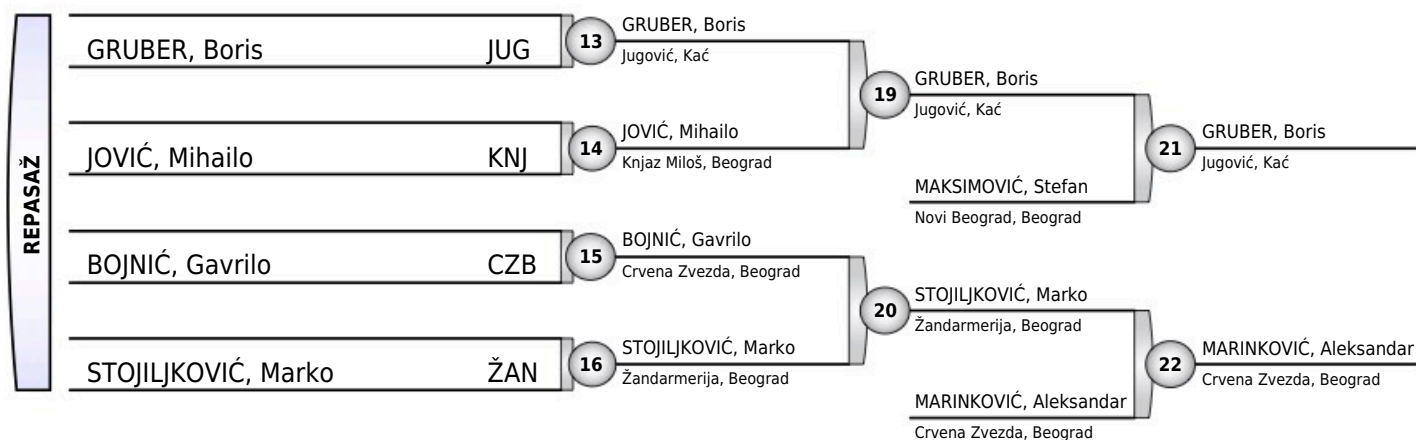 REPASAŽ
GRUBER, Boris JUG
JOVIĆ, Mihailo KNJ
BOJNIĆ, Gavrilo CZB
STOJILJKOVIĆ, Marko ŽAN
13
GRUBER, Boris
Jugović, Kać
14
JOVIĆ, Mihailo
Knjaz Miloš, Beograd
15
BOJNIĆ, Gavrilo
Crvena Zvezda, Beograd
16
STOJILJKOVIĆ, Marko
Žandarmerija, Beograd
19
GRUBER, Boris
Jugović, Kać
MAKSIMOVIĆ, Stefan
Novi Beograd, Beograd
20
STOJILJKOVIĆ, Marko
Žandarmerija, Beograd
MARINKOVIĆ, Aleksandar
Crvena Zvezda, Beograd
21
GRUBER, Boris
Jugović, Kać
22
MARINKOVIĆ, Aleksandar
Crvena Zvezda, Beograd